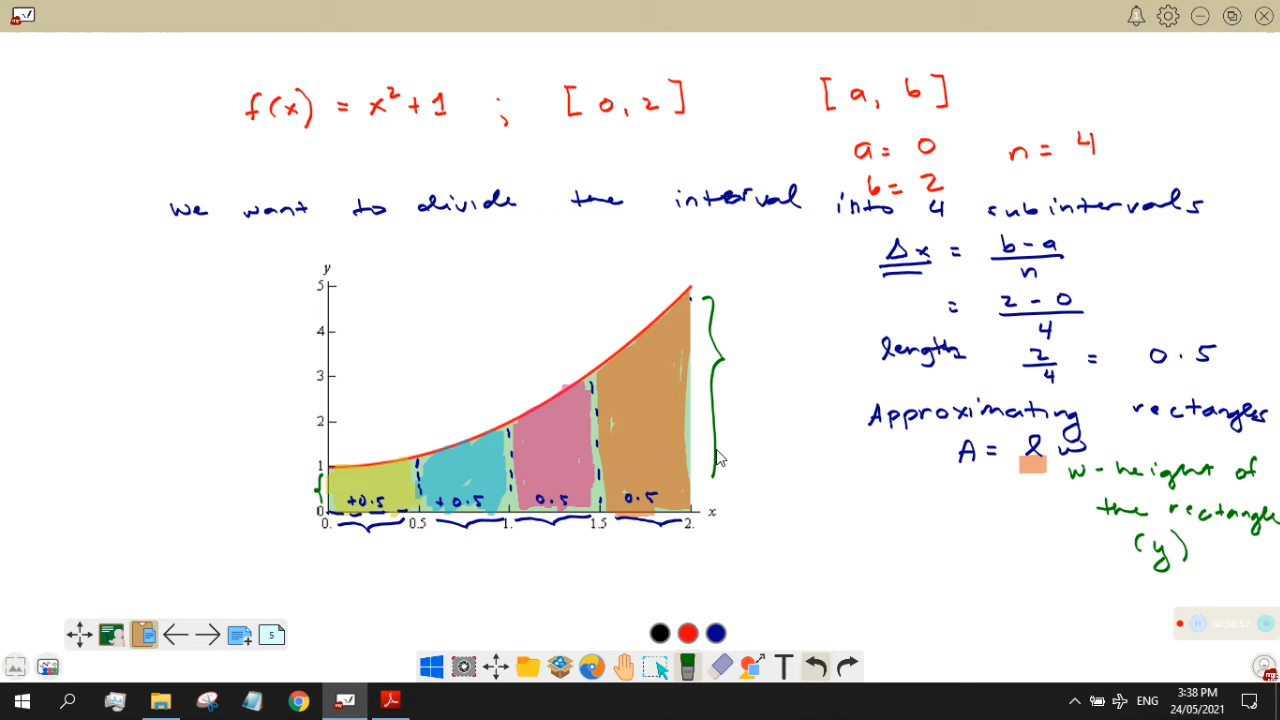 f(x) = x² + 1 ; [0, 2] [a, b]
a = 0 n = 4
b = 2
We want to divide the interval into 4 subintervals
Δx = b-a / n
= 2 - 0 / 4
length 2/4 = 0.5
Approximating rectangles
A = l w
w - height of
the rectangle
(y)
y
5
4
3
2
1
0
+0.5 +0.5 0.5 0.5
0. 0.5 1. 1.5 2. x
5
T
ENG
3:38 PM
24/05/2021